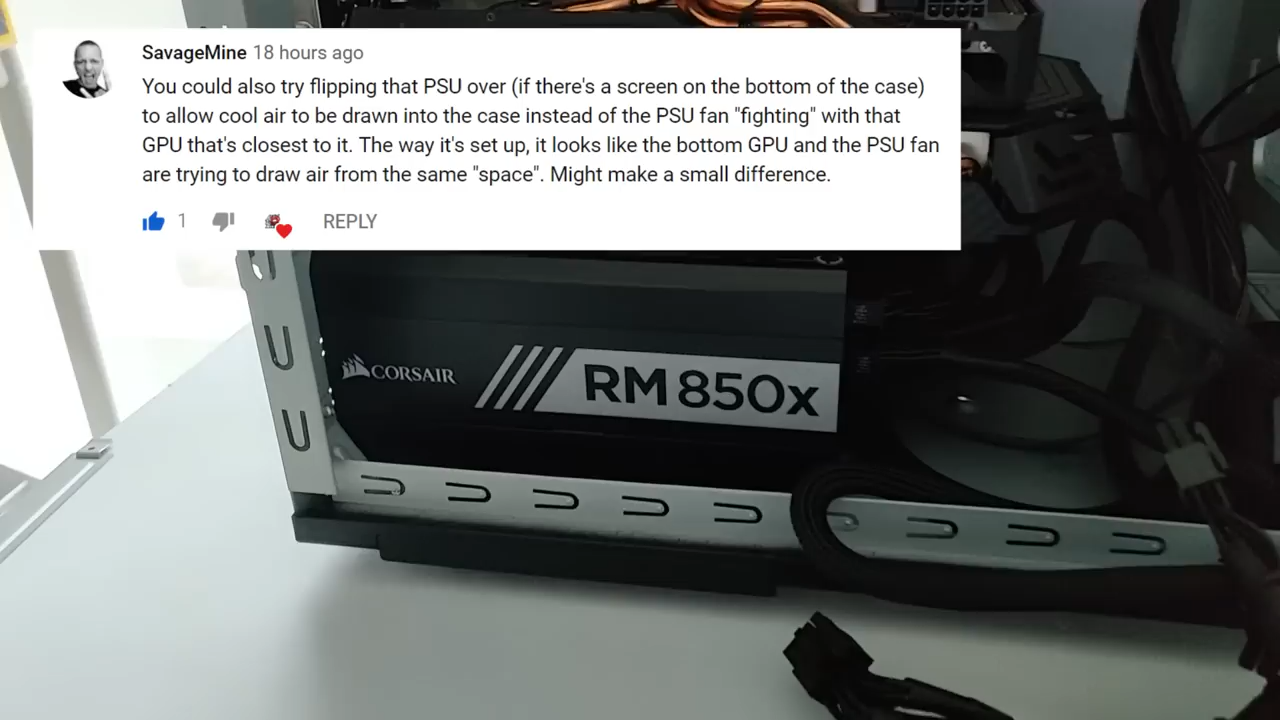 SavageMine 18 hours ago
You could also try flipping that PSU over (if there's a screen on the bottom of the case)
to allow cool air to be drawn into the case instead of the PSU fan "fighting" with that
GPU that's closest to it. The way it's set up, it looks like the bottom GPU and the PSU fan
are trying to draw air from the same "space". Might make a small difference.
1 REPLY
CORSAIR RM850x